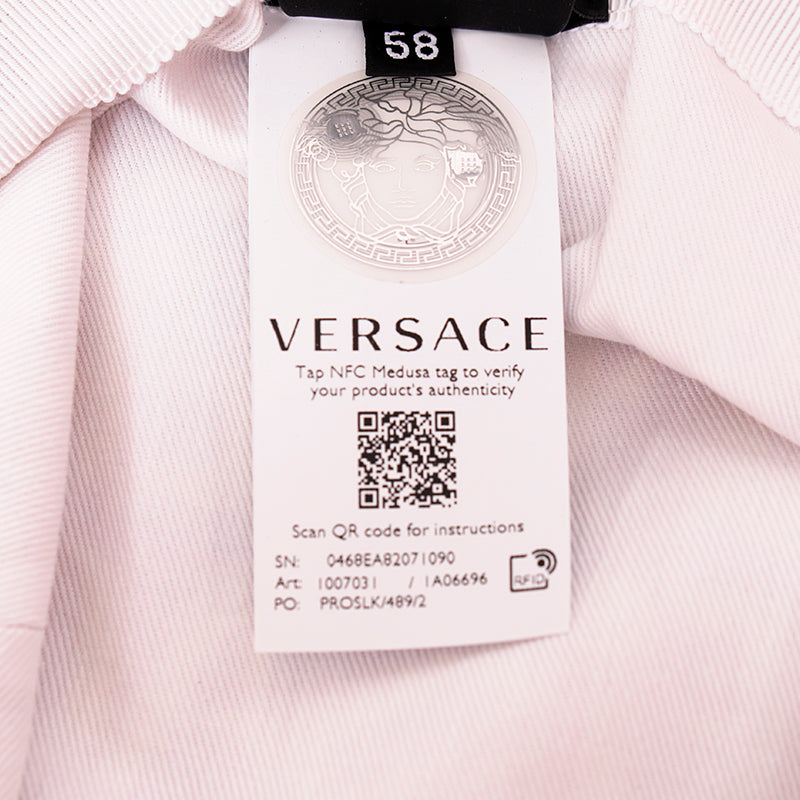 58
VERSACE
Tap NFC Medusa tag to verify
your product's authenticity
Scan QR code for instructions
SN: 0468EA82071090
Art: 1007031 / 1A06696
PO: PROSLK/489/2
RFID